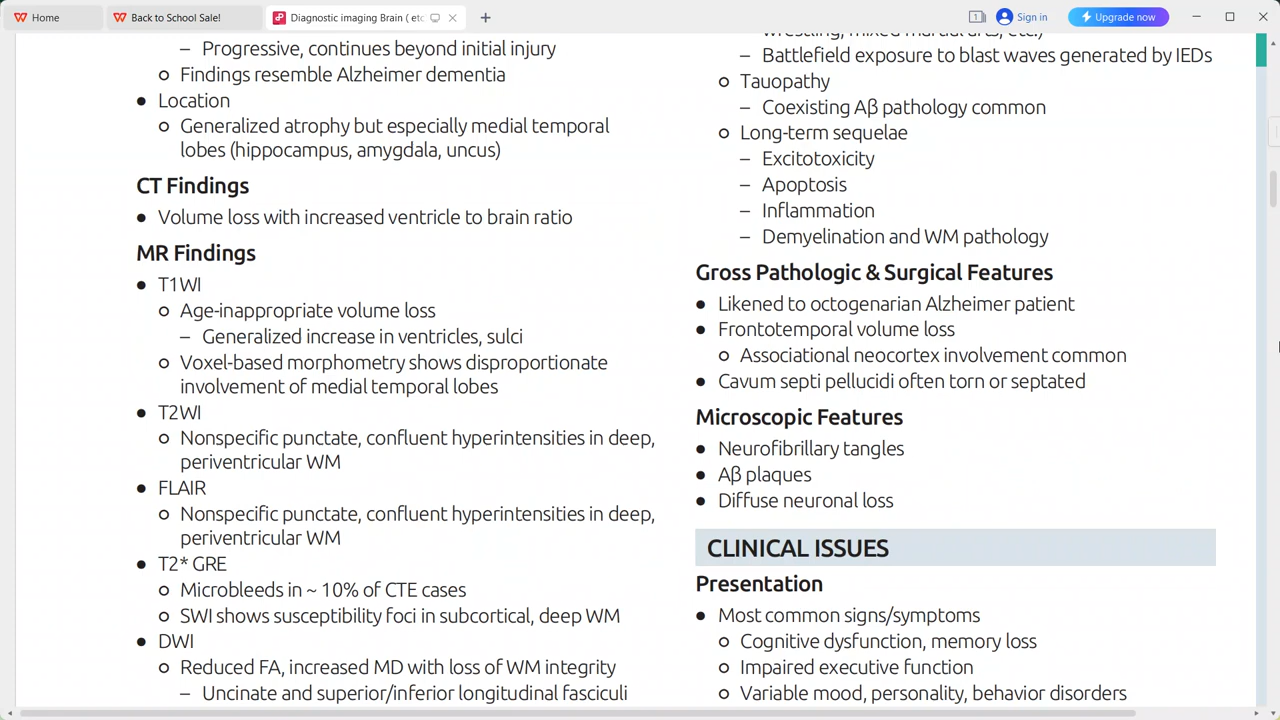 Home
Back to School Sale!
Diagnostic imaging Brain ( etc
1
Sign in
Upgrade now
– Progressive, continues beyond initial injury
o Findings resemble Alzheimer dementia
● Location
o Generalized atrophy but especially medial temporal
lobes (hippocampus, amygdala, uncus)
CT Findings
● Volume loss with increased ventricle to brain ratio
MR Findings
● T1WI
o Age-inappropriate volume loss
– Generalized increase in ventricles, sulci
o Voxel-based morphometry shows disproportionate
involvement of medial temporal lobes
● T2WI
o Nonspecific punctate, confluent hyperintensities in deep,
periventricular WM
● FLAIR
o Nonspecific punctate, confluent hyperintensities in deep,
periventricular WM
● T2* GRE
o Microbleeds in ~ 10% of CTE cases
o SWI shows susceptibility foci in subcortical, deep WM
● DWI
o Reduced FA, increased MD with loss of WM integrity
– Uncinate and superior/inferior longitudinal fasciculi
wrestling, mixed martial arts, etc.)
– Battlefield exposure to blast waves generated by IEDs
o Tauopathy
– Coexisting Aβ pathology common
o Long-term sequelae
– Excitotoxicity
– Apoptosis
– Inflammation
– Demyelination and WM pathology
Gross Pathologic & Surgical Features
● Likened to octogenarian Alzheimer patient
● Frontotemporal volume loss
o Associational neocortex involvement common
● Cavum septi pellucidi often torn or septated
Microscopic Features
● Neurofibrillary tangles
● Aβ plaques
● Diffuse neuronal loss
CLINICAL ISSUES
Presentation
● Most common signs/symptoms
o Cognitive dysfunction, memory loss
o Impaired executive function
o Variable mood, personality, behavior disorders